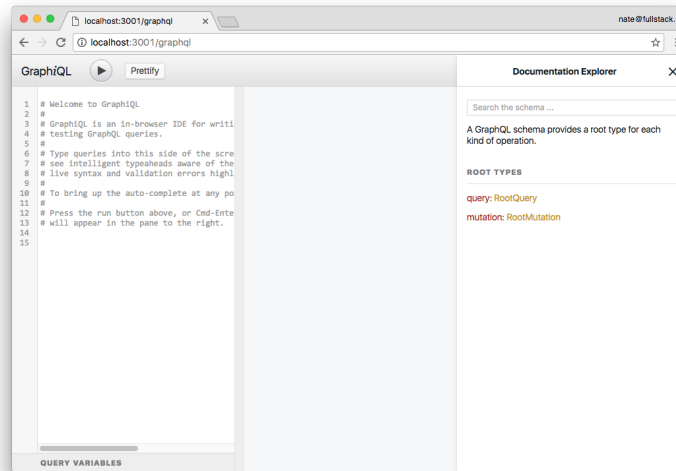 localhost:3001/graphql
nate@fullstack.
localhost:3001/graphql
GraphiQL
Prettify
1 # Welcome to GraphiQL
2 #
3 # GraphiQL is an in-browser IDE for writi
4 # testing GraphQL queries.
5 #
6 # Type queries into this side of the scre
7 # see intelligent typeaheads aware of the
8 # live syntax and validation errors highl
9 #
10 # To bring up the auto-complete at any po
11 #
12 # Press the run button above, or Cmd-Ente
13 # will appear in the pane to the right.
14
15
QUERY VARIABLES
Documentation Explorer
Search the schema ...
A GraphQL schema provides a root type for each
kind of operation.
ROOT TYPES
query: RootQuery
mutation: RootMutation